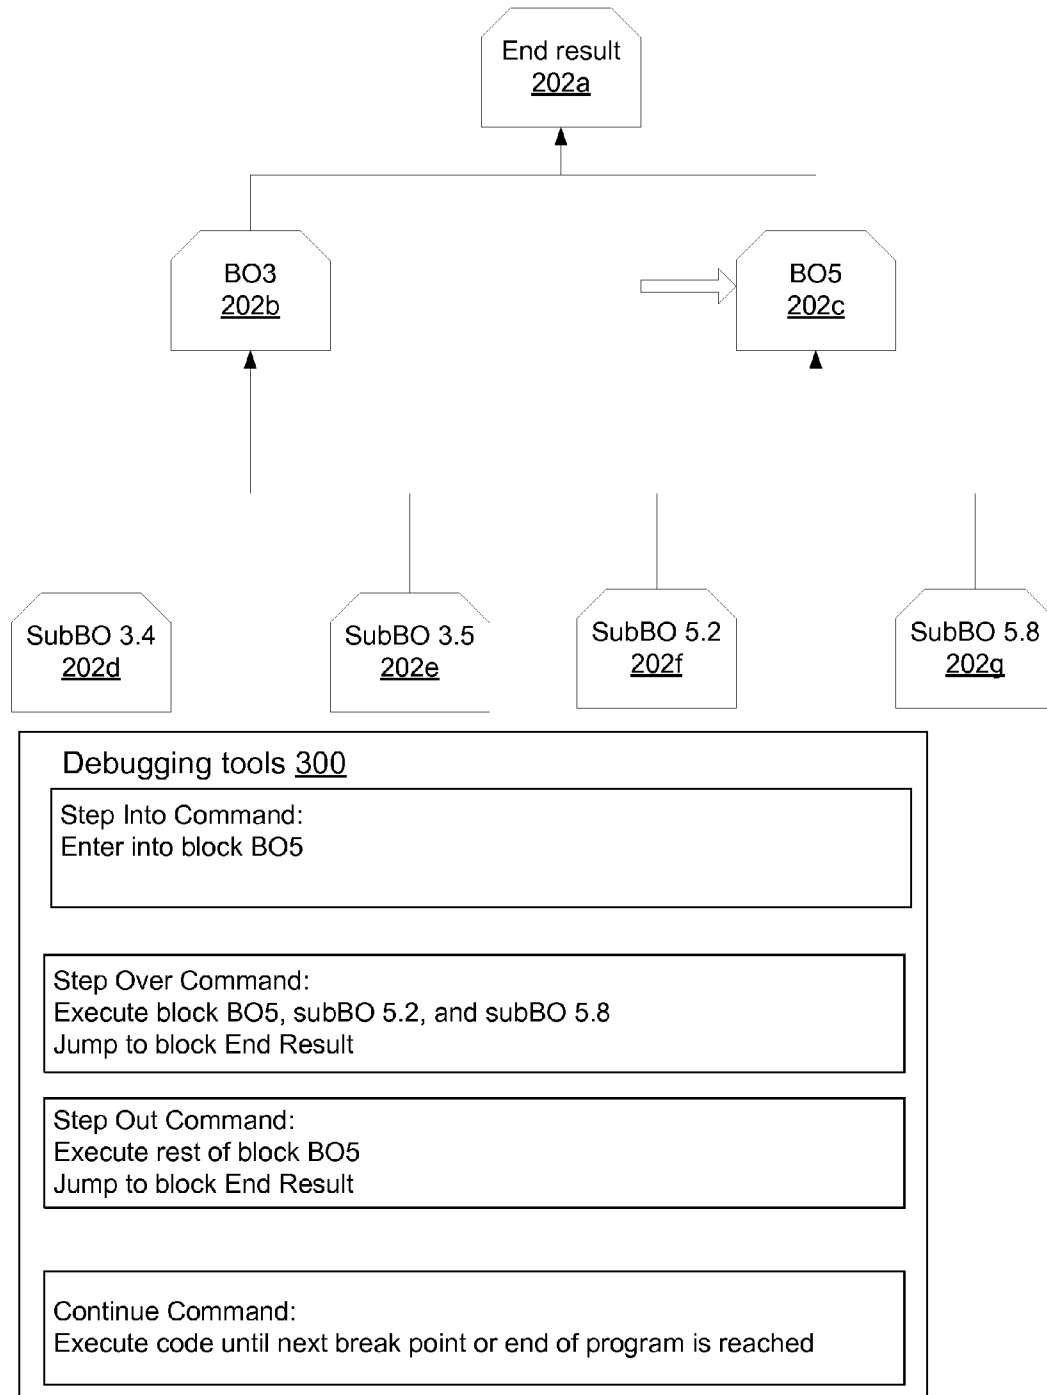 End result
202a
BO3
202b
BO5
202c
SubBO 3.4
202d
SubBO 3.5
202e
SubBO 5.2
202f
SubBO 5.8
202g
Debugging tools 300
Step Into Command:
Enter into block BO5
Step Over Command:
Execute block BO5, subBO 5.2, and subBO 5.8
Jump to block End Result
Step Out Command:
Execute rest of block BO5
Jump to block End Result
Continue Command:
Execute code until next break point or end of program is reached